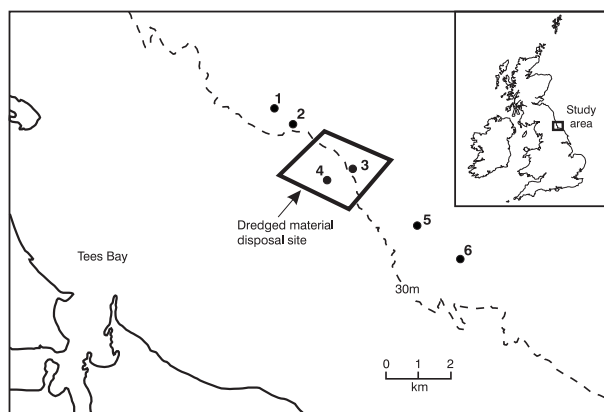 Study
area
1
2
3
4
Dredged material
disposal site
5
6
Tees Bay
30m
0 1 2
km